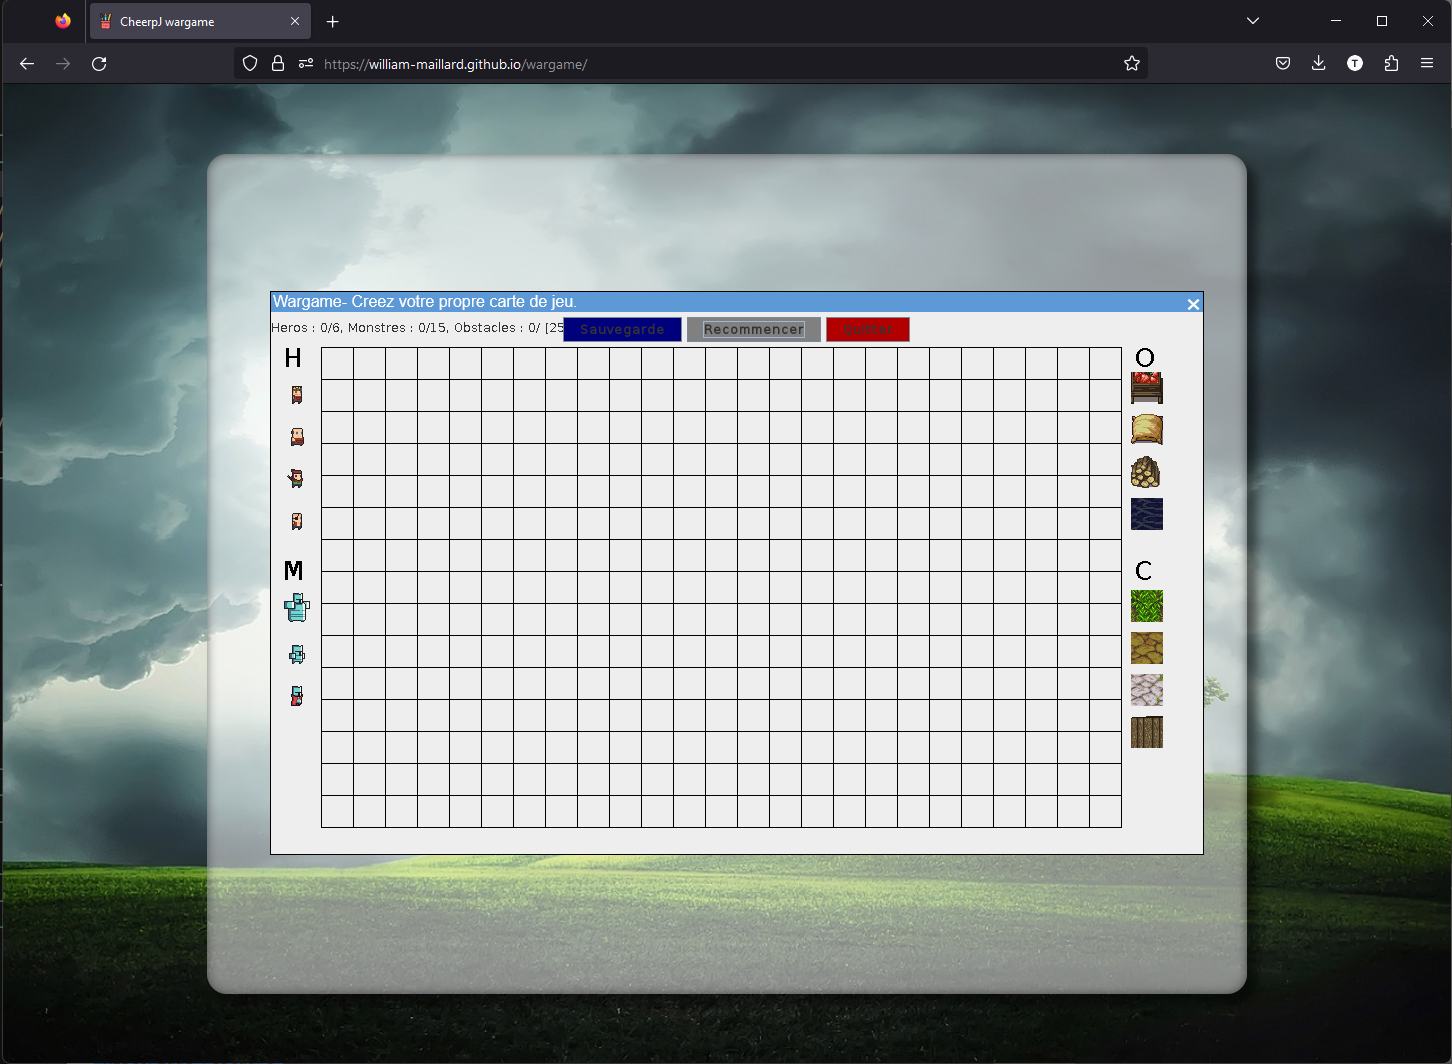 CheerpJ wargame
https://william-maillard.github.io/wargame/
T
Wargame- Creez votre propre carte de jeu.
Heros : 0/6, Monstres : 0/15, Obstacles : 0/ [25
Sauvegarde
Recommencer
Quitter
H
O
M
C